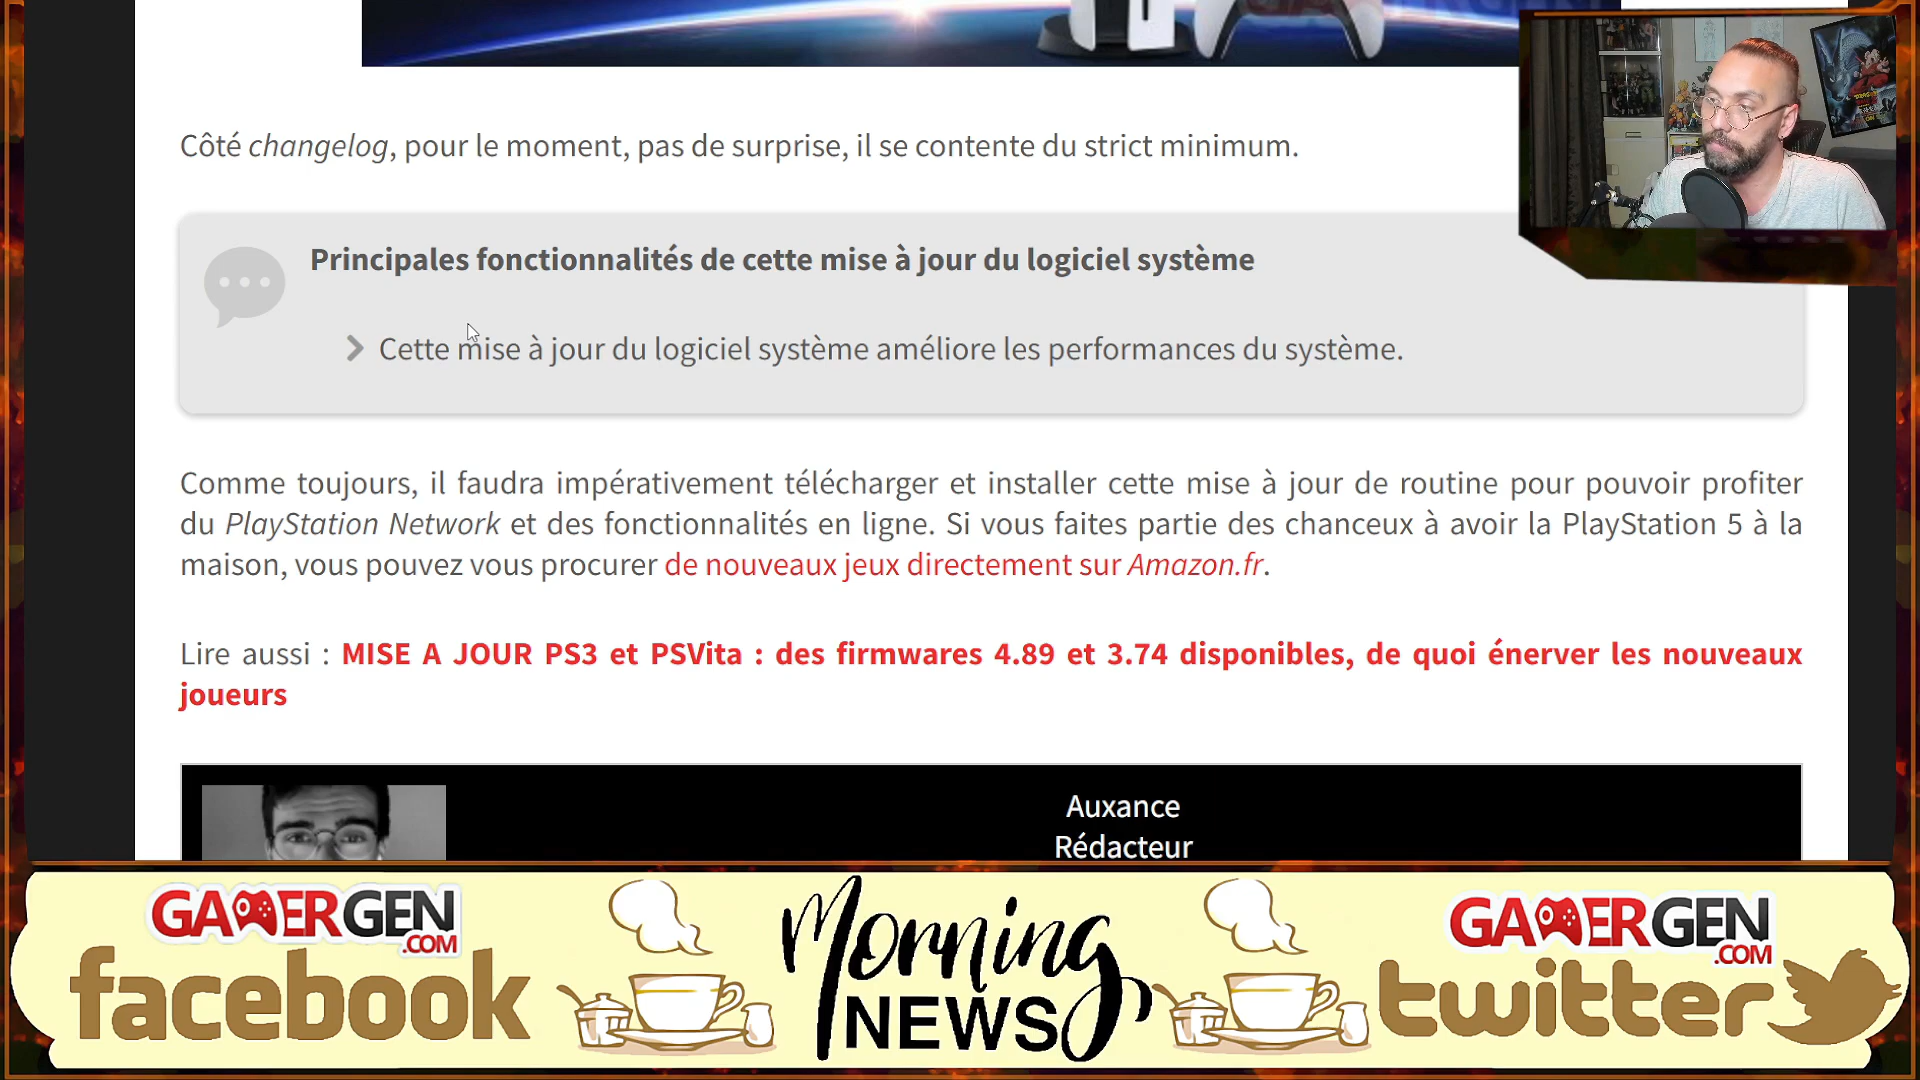 Côté changelog, pour le moment, pas de surprise, il se contente du strict minimum.
Principales fonctionnalités de cette mise à jour du logiciel système
Cette mise à jour du logiciel système améliore les performances du système.
Comme toujours, il faudra impérativement télécharger et installer cette mise à jour de routine pour pouvoir profiter
du PlayStation Network et des fonctionnalités en ligne. Si vous faites partie des chanceux à avoir la PlayStation 5 à la
maison, vous pouvez vous procurer de nouveaux jeux directement sur Amazon.fr.
Lire aussi : MISE A JOUR PS3 et PSVita : des firmwares 4.89 et 3.74 disponibles, de quoi énerver les nouveaux
joueurs
Auxance
Rédacteur
GAMERGEN
.COM
facebook
Morning
NEWS
GAMERGEN
.COM
twitter